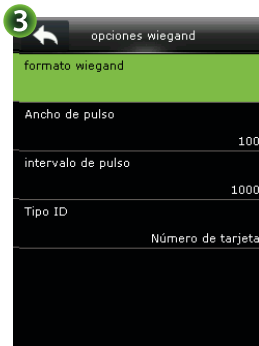 3
opciones wiegand
formato wiegand
Ancho de pulso
100
intervalo de pulso
1000
Tipo ID
Número de tarjeta